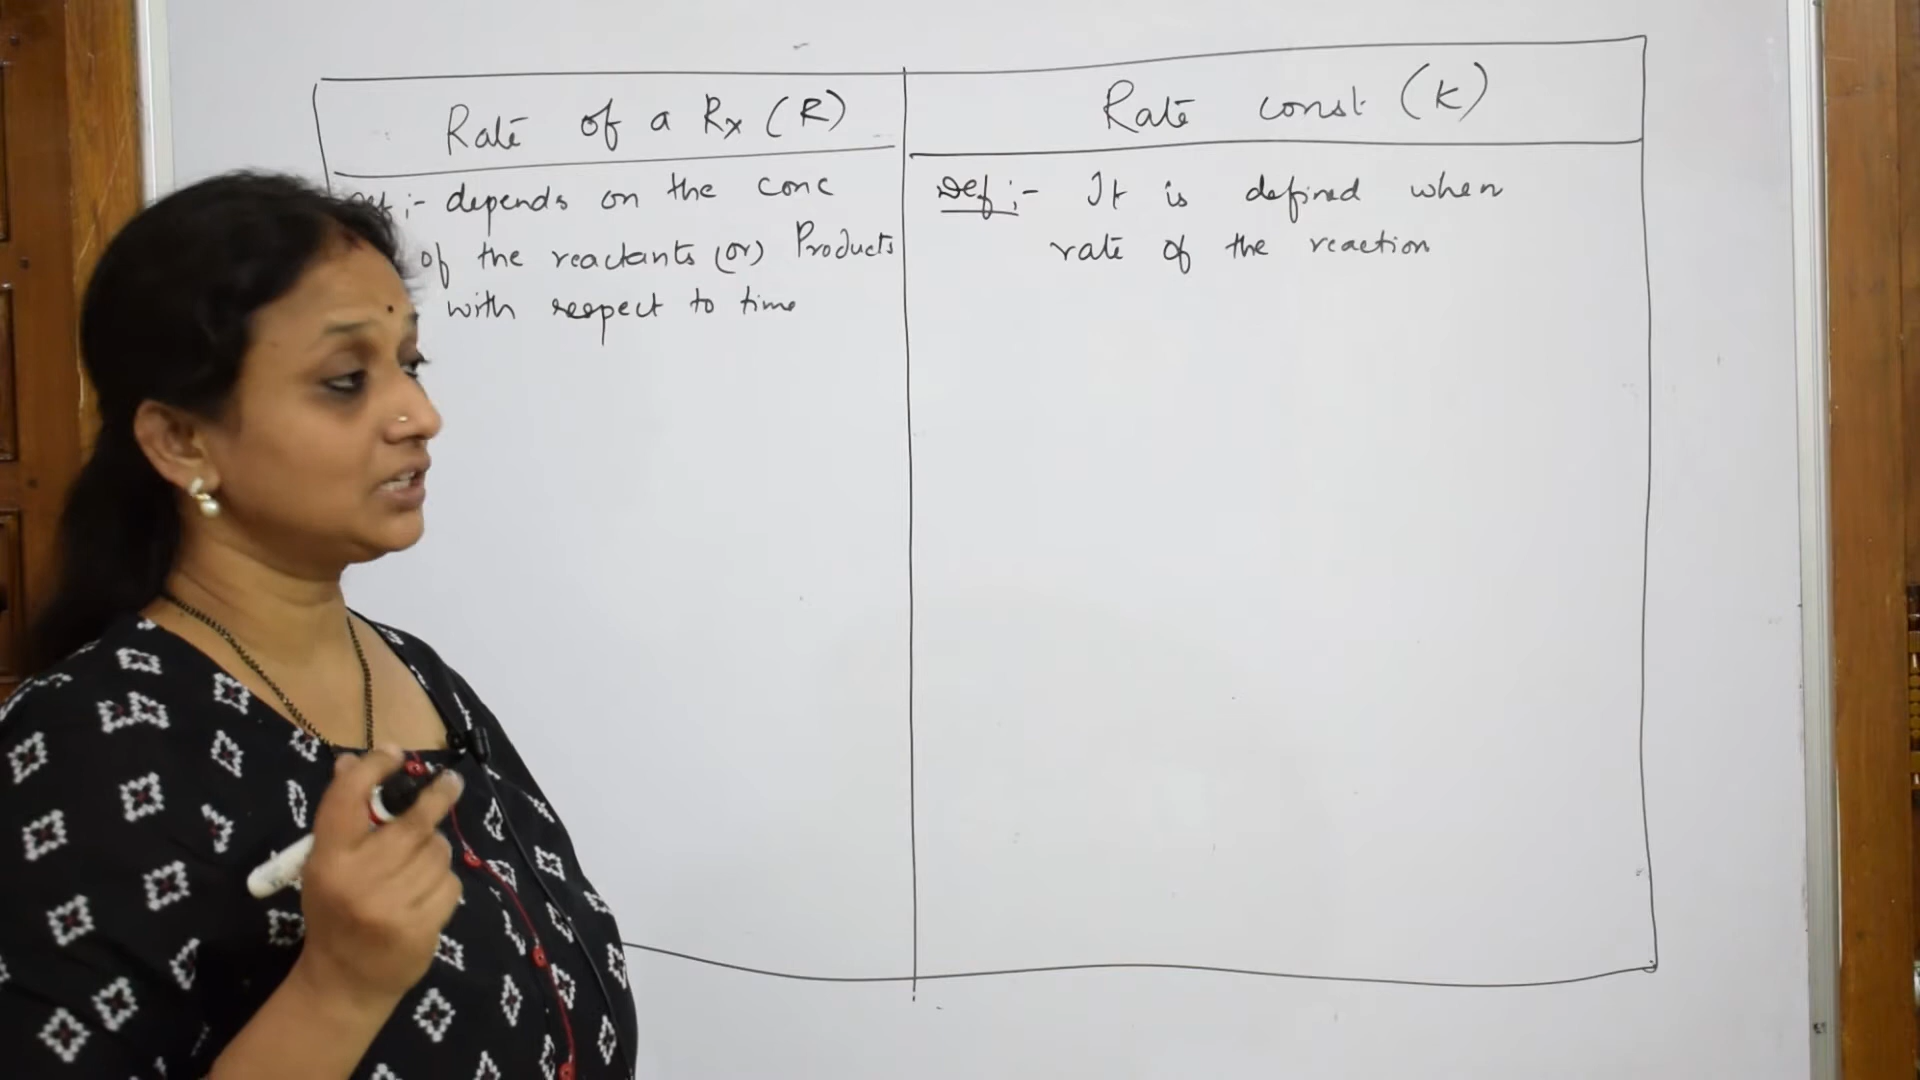 Rate of a Rx (R)
Def :- depends on the conc
of the reactants (or) Products
with respect to time
Rate const (K)
Def :- It is defined when
rate of the reaction